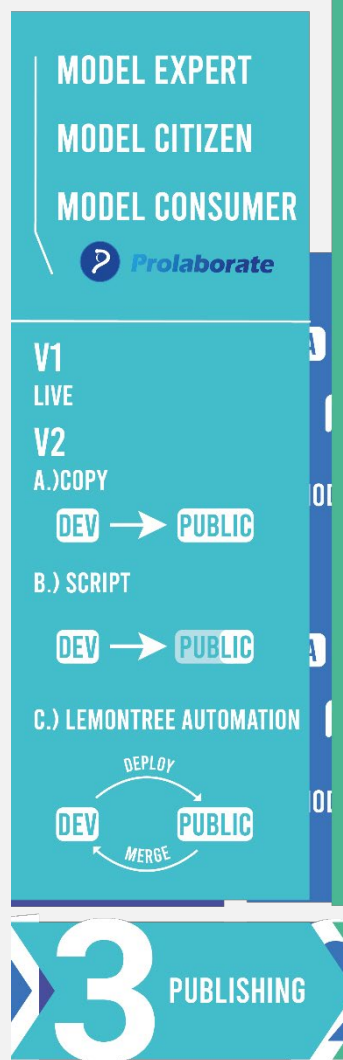 MODEL EXPERT
MODEL CITIZEN
MODEL CONSUMER
Prolaborate
V1
LIVE
V2
A.)COPY
DEV PUBLIC
B.) SCRIPT
DEV PUBLIC
C.) LEMONTREE AUTOMATION
DEPLOY
DEV PUBLIC
MERGE
3 PUBLISHING